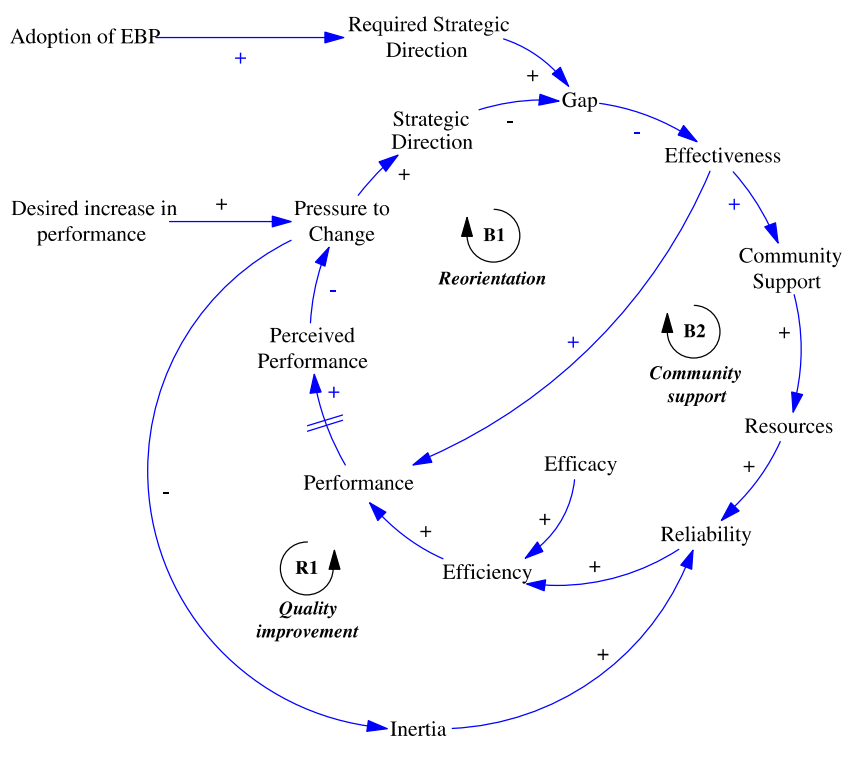 Adoption of EBP
+
Required Strategic
Direction
+
Gap
Strategic
Direction
-
-
Effectiveness
+
Desired increase in
performance
+
Pressure to
Change
+
B1
Reorientation
Community
Support
-
Perceived
Performance
+
B2
Community
support
+
+
Resources
Performance
Efficacy
+
-
+
+
Reliability
Efficiency
+
R1
Quality
improvement
+
Inertia